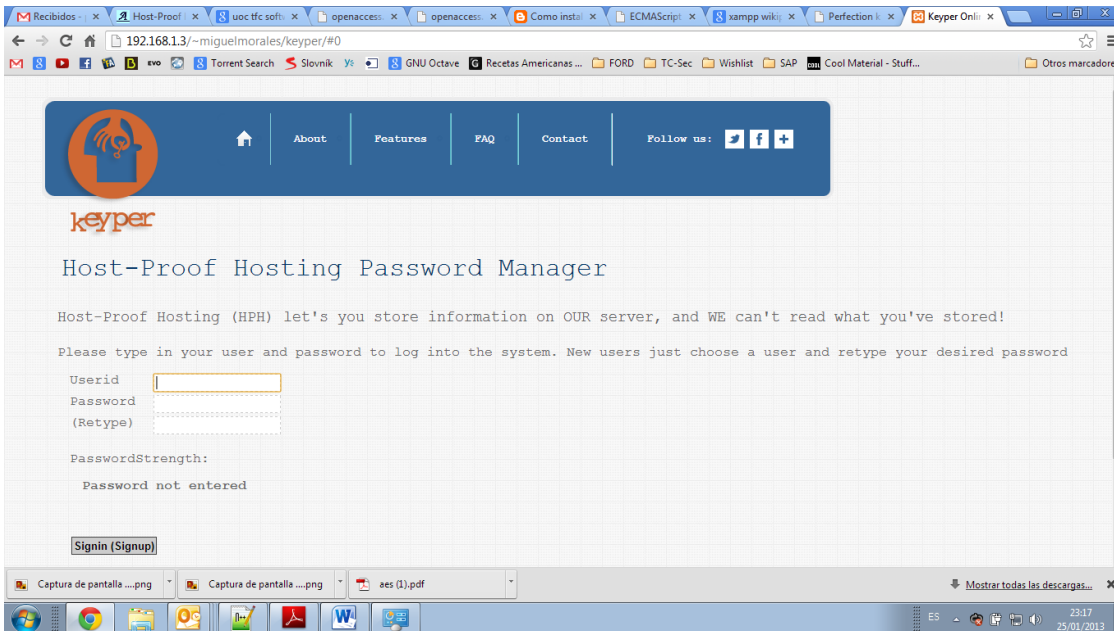 Recibidos - Host-Proof uoc tfc softw openaccess. openaccess. Como instal ECMAScript xampp wikip Perfection k Keyper Onlin
192.168.1.3/~miguelmorales/keyper/#0
EVO Torrent Search Slovnik GNU Octave Recetas Americanas ... FORD TC-Sec Wishlist SAP Cool Material - Stuff... Otros marcadore
About Features FAQ Contact Follow us:
keyper
Host-Proof Hosting Password Manager
Host-Proof Hosting (HPH) let's you store information on OUR server, and WE can't read what you've stored!
Please type in your user and password to log into the system. New users just choose a user and retype your desired password
Userid
Password
(Retype)
PasswordStrength:
Password not entered
Signin (Signup)
Captura de pantalla ....png Captura de pantalla ....png aes (1).pdf Mostrar todas las descargas...
ES 23:17
25/01/2013